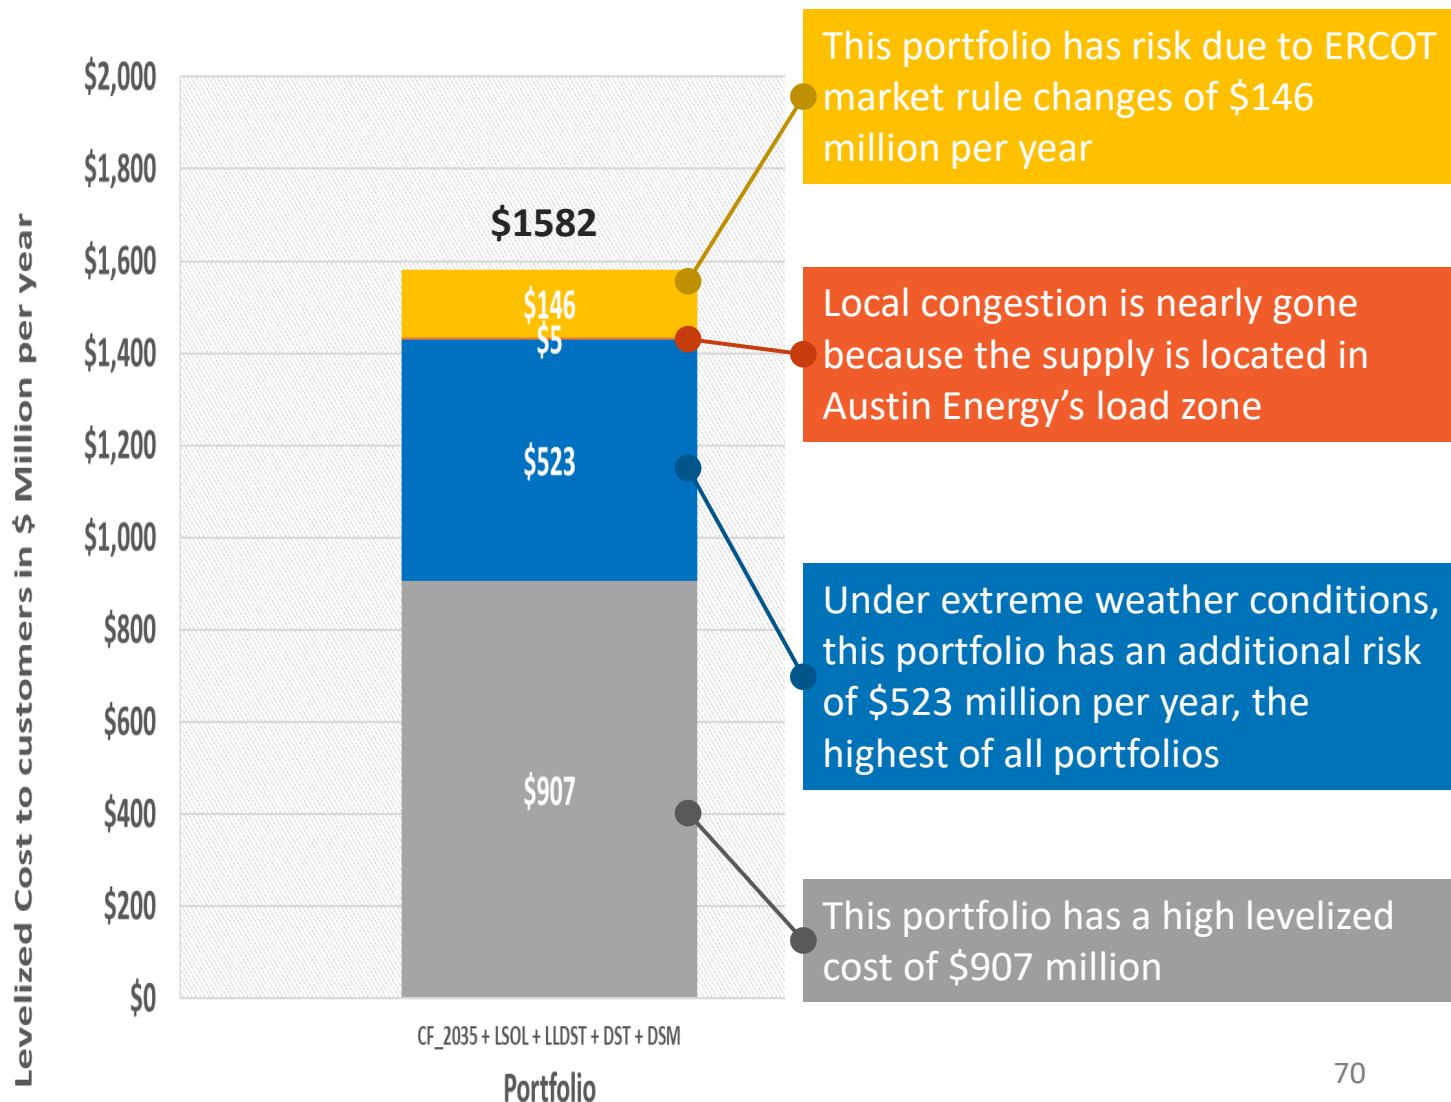 Levelized Cost to customers in $ Million per year
$2,000
$1,800
$1,600
$1,400
$1,200
$1,000
$800
$600
$400
$200
$0
$1582
$146
$5
$523
$907
CF_2035 + LSOL + LLDST + DST + DSM
Portfolio
This portfolio has risk due to ERCOT
market rule changes of $146
million per year
Local congestion is nearly gone
because the supply is located in
Austin Energy’s load zone
Under extreme weather conditions,
this portfolio has an additional risk
of $523 million per year, the
highest of all portfolios
This portfolio has a high levelized
cost of $907 million
70